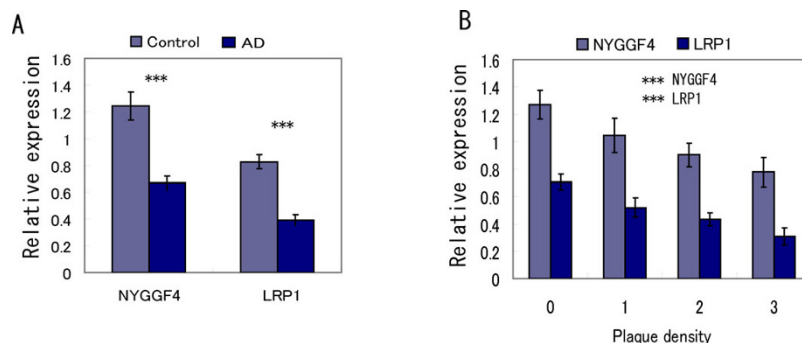 A
Control AD
Relative expression
1.6
1.4
1.2
1
0.8
0.6
0.4
0.2
0
***
***
NYGGF4 LRP1
B
NYGGF4 LRP1
Relative expression
1.6
1.4
1.2
1
0.8
0.6
0.4
0.2
0
*** NYGGF4
*** LRP1
0 1 2 3
Plaque density